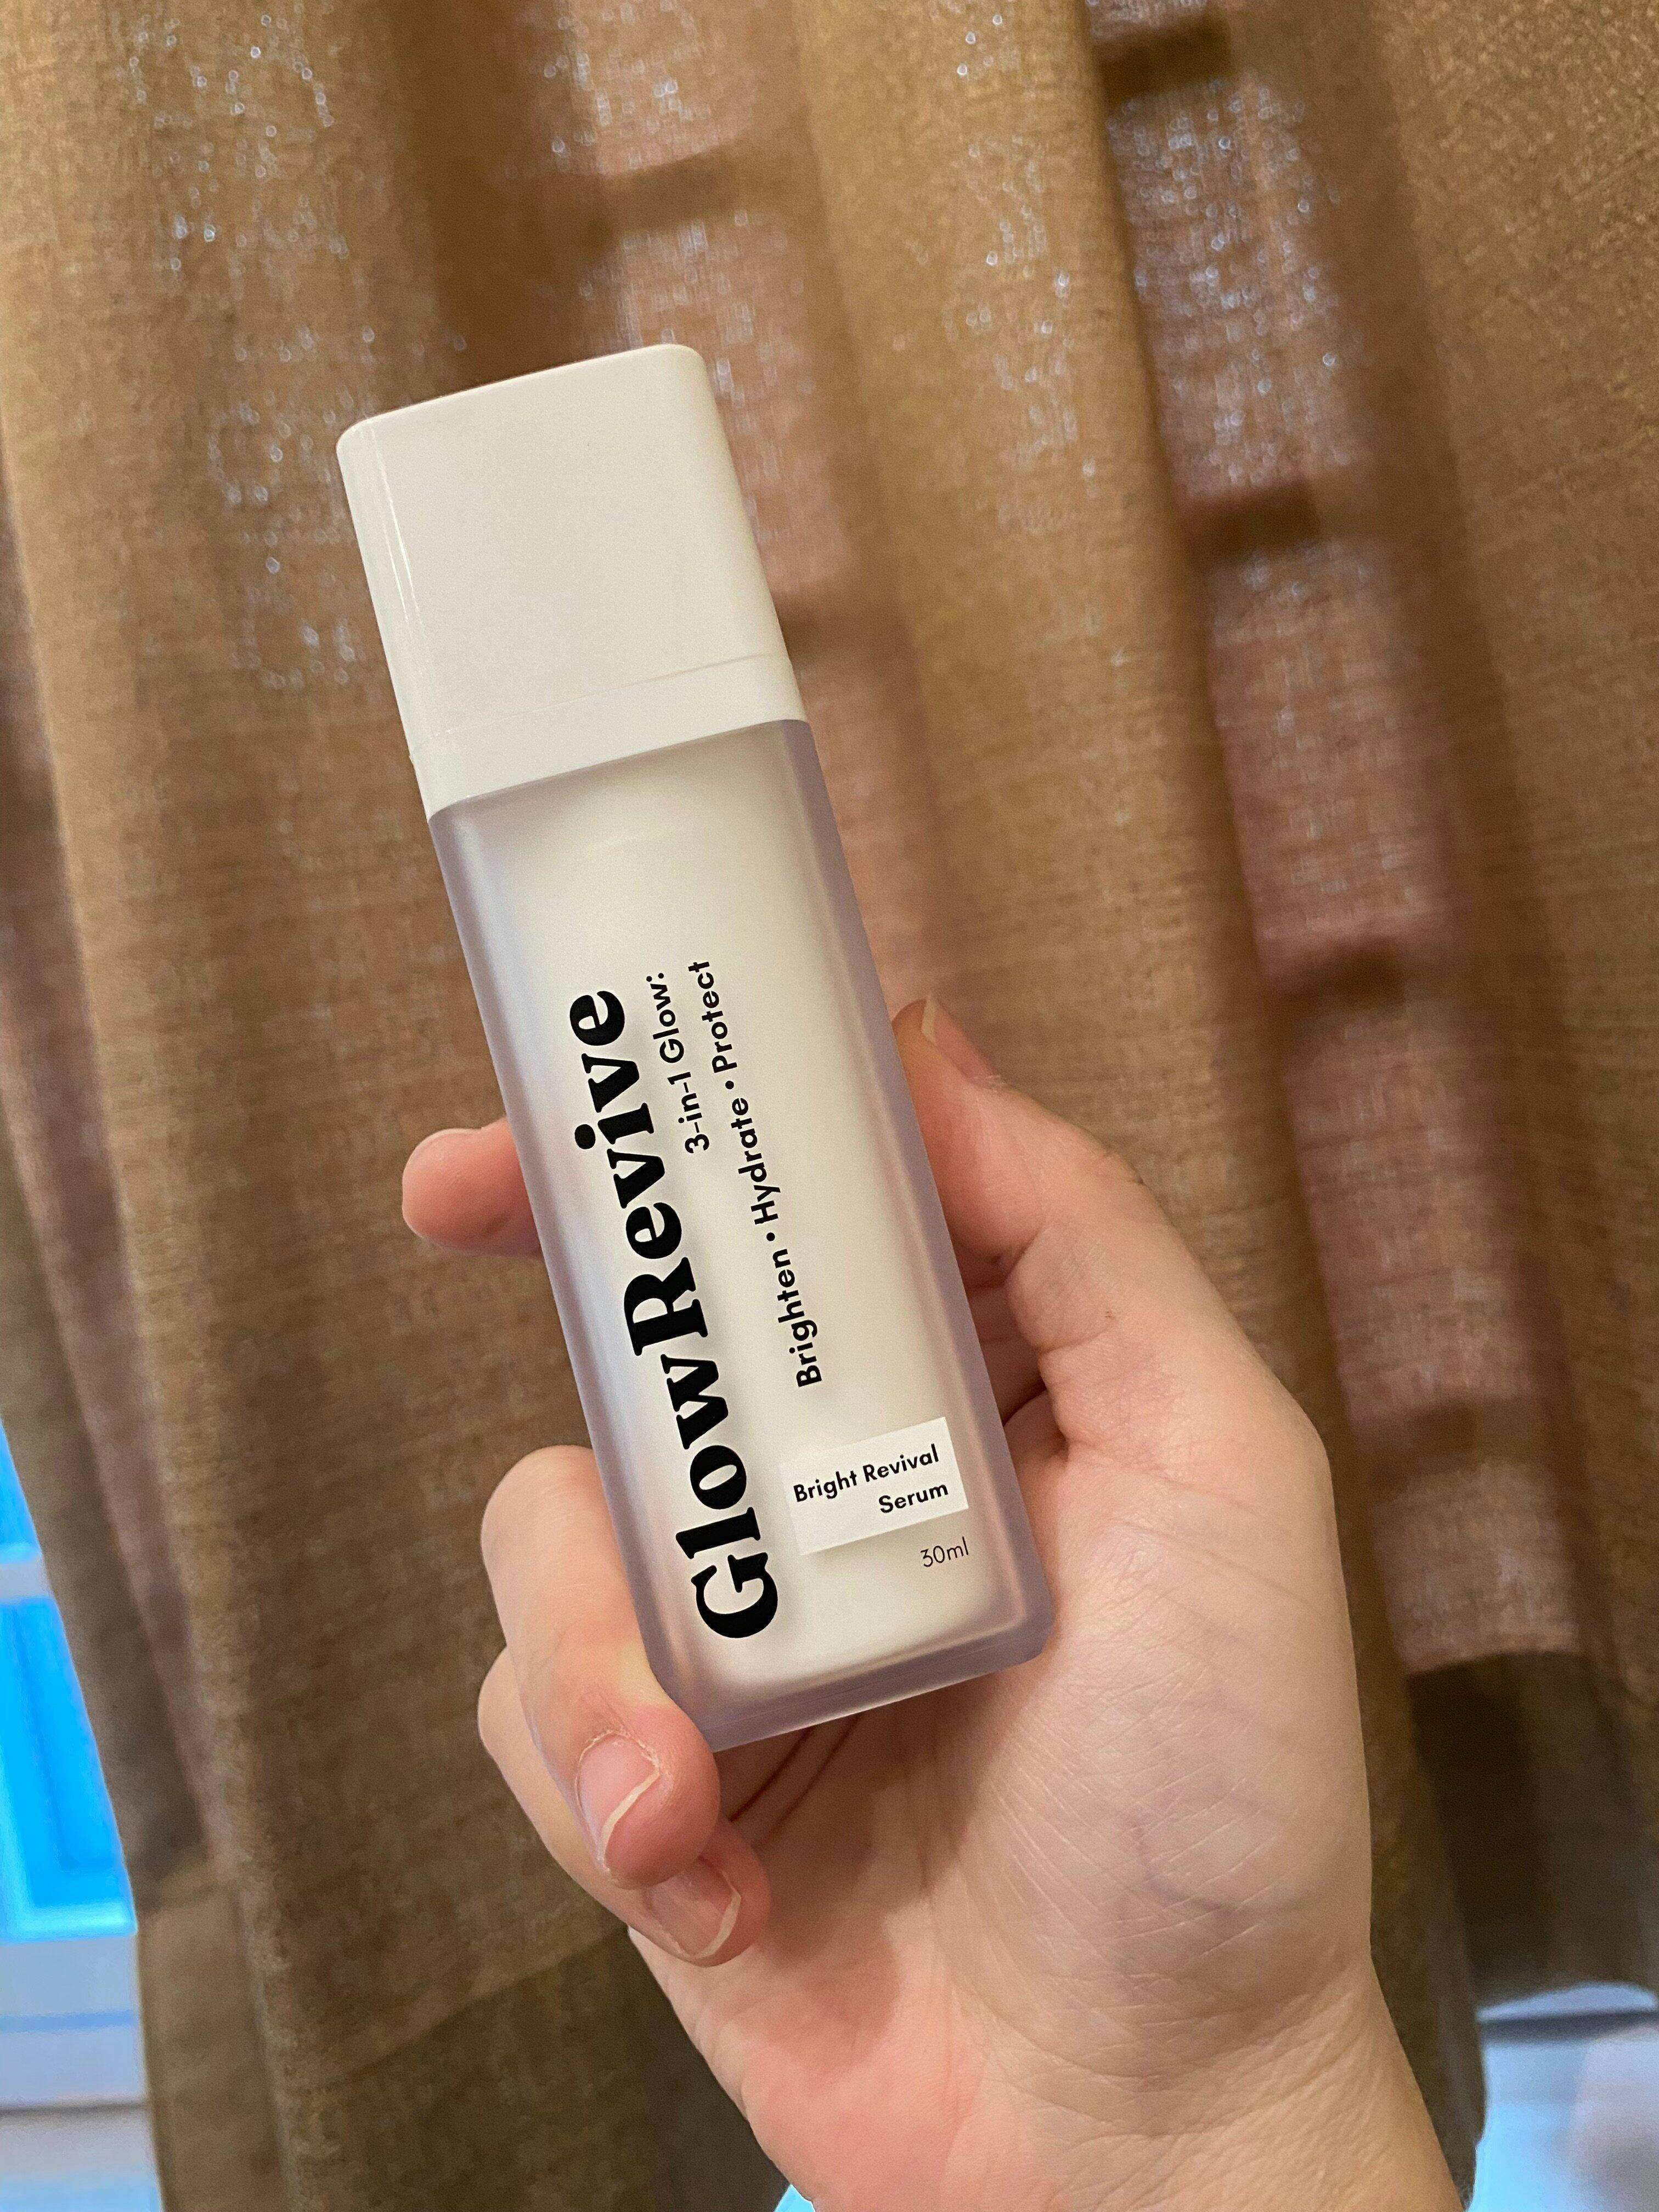 GlowRevive
3-in-1 Glow:
Brighten • Hydrate • Protect
Bright Revival
Serum
30ml